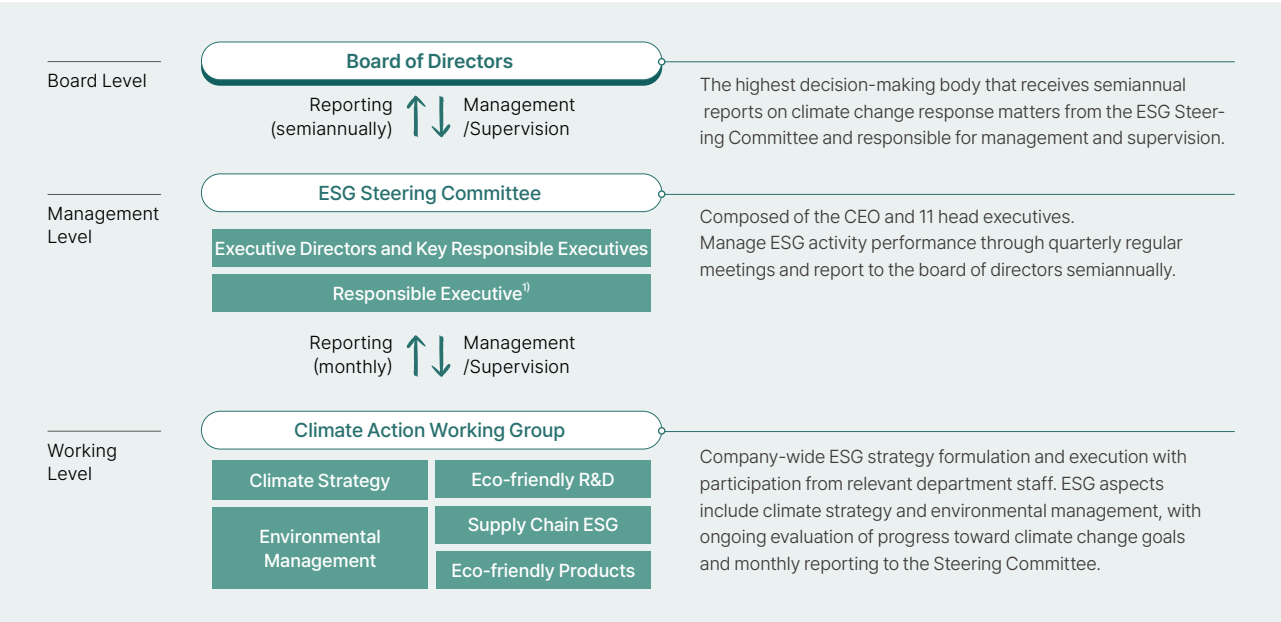 Board Level
Board of Directors
Reporting
(semiannually)
Management
/Supervision
The highest decision-making body that receives semiannual
reports on climate change response matters from the ESG Steer-
ing Committee and responsible for management and supervision.
Management
Level
ESG Steering Committee
Executive Directors and Key Responsible Executives
Responsible Executive¹⁾
Composed of the CEO and 11 head executives.
Manage ESG activity performance through quarterly regular
meetings and report to the board of directors semiannually.
Reporting
(monthly)
Management
/Supervision
Working
Level
Climate Action Working Group
Climate Strategy
Environmental
Management
Eco-friendly R&D
Supply Chain ESG
Eco-friendly Products
Company-wide ESG strategy formulation and execution with
participation from relevant department staff. ESG aspects
include climate strategy and environmental management, with
ongoing evaluation of progress toward climate change goals
and monthly reporting to the Steering Committee.